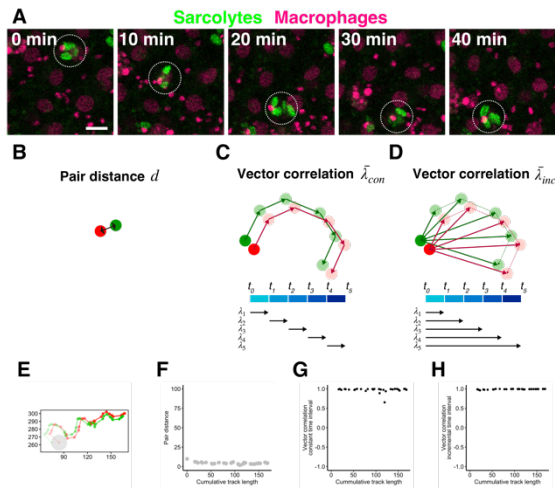 Sarcolytes Macrophages
A
0 min 10 min 20 min 30 min 40 min
B C D
Pair distance d
Vector correlation λ̄con
Vector correlation λ̄inc
t0 t1 t2 t3 t4 t5
λ1
λ2
λ3
λ4
λ5
t0 t1 t2 t3 t4 t5
λ1
λ2
λ3
λ4
λ5
E
300
290
280
270
260
90 120 150
F
Pair distance
100
75
50
25
0
0 50 100 150
Cumulative track length
G
Vector correlation
constant time interval
1.0
0.5
0.0
-0.5
-1.0
0 50 100 150
Cumulative track length
H
Vector correlation
incremental time interval
1.0
0.5
0.0
-1.0
0 50 100 150
Cumulative track length